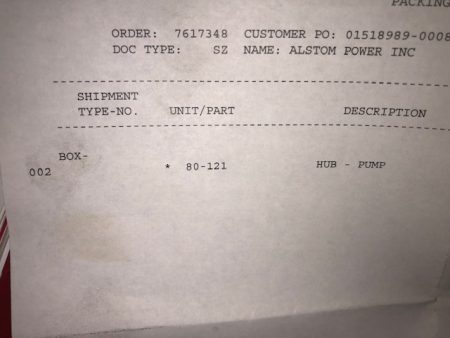 PACKING
ORDER: 7617348 CUSTOMER PO: 01518989-0008
DOC TYPE: SZ NAME: ALSTOM POWER INC
SHIPMENT
TYPE-NO. UNIT/PART DESCRIPTION
BOX-
002 * 80-121 HUB - PUMP